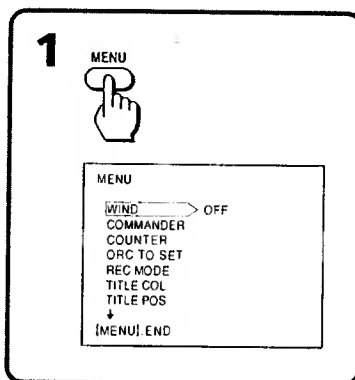 1
MENU
MENU
WIND OFF
COMMANDER
COUNTER
ORC TO SET
REC MODE
TITLE COL
TITLE POS
↓
[MENU].END